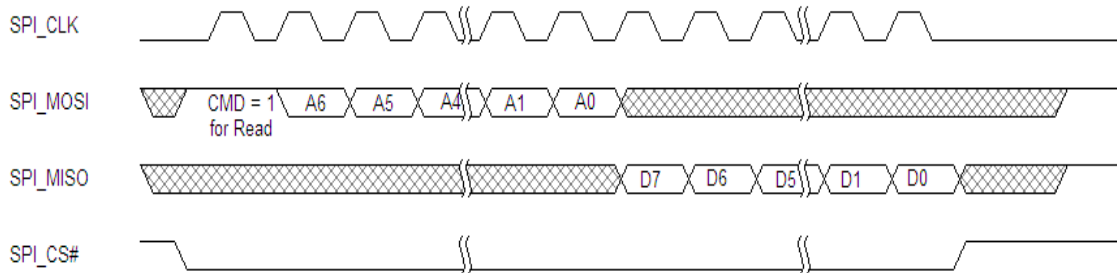 SPI_CLK
SPI_MOSI
CMD = 1
for Read
A6 A5 A4 A1 A0
SPI_MISO
D7 D6 D5 D1 D0
SPI_CS#